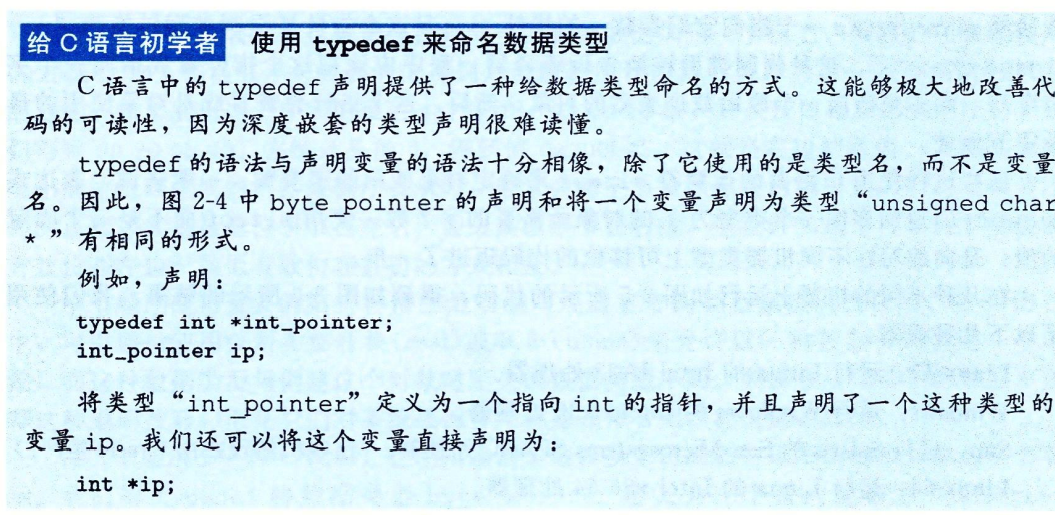 给 C 语言初学者 使用 typedef 来命名数据类型
C 语言中的 typedef 声明提供了一种给数据类型命名的方式。这能够极大地改善代
码的可读性，因为深度嵌套的类型声明很难读懂。
typedef 的语法与声明变量的语法十分相像，除了它使用的是类型名，而不是变量
名。因此，图 2-4 中 byte_pointer 的声明和将一个变量声明为类型“unsigned char
* ”有相同的形式。
例如，声明：
typedef int *int_pointer;
int_pointer ip;
将类型“int_pointer”定义为一个指向 int 的指针，并且声明了一个这种类型的
变量 ip。我们还可以将这个变量直接声明为：
int *ip;